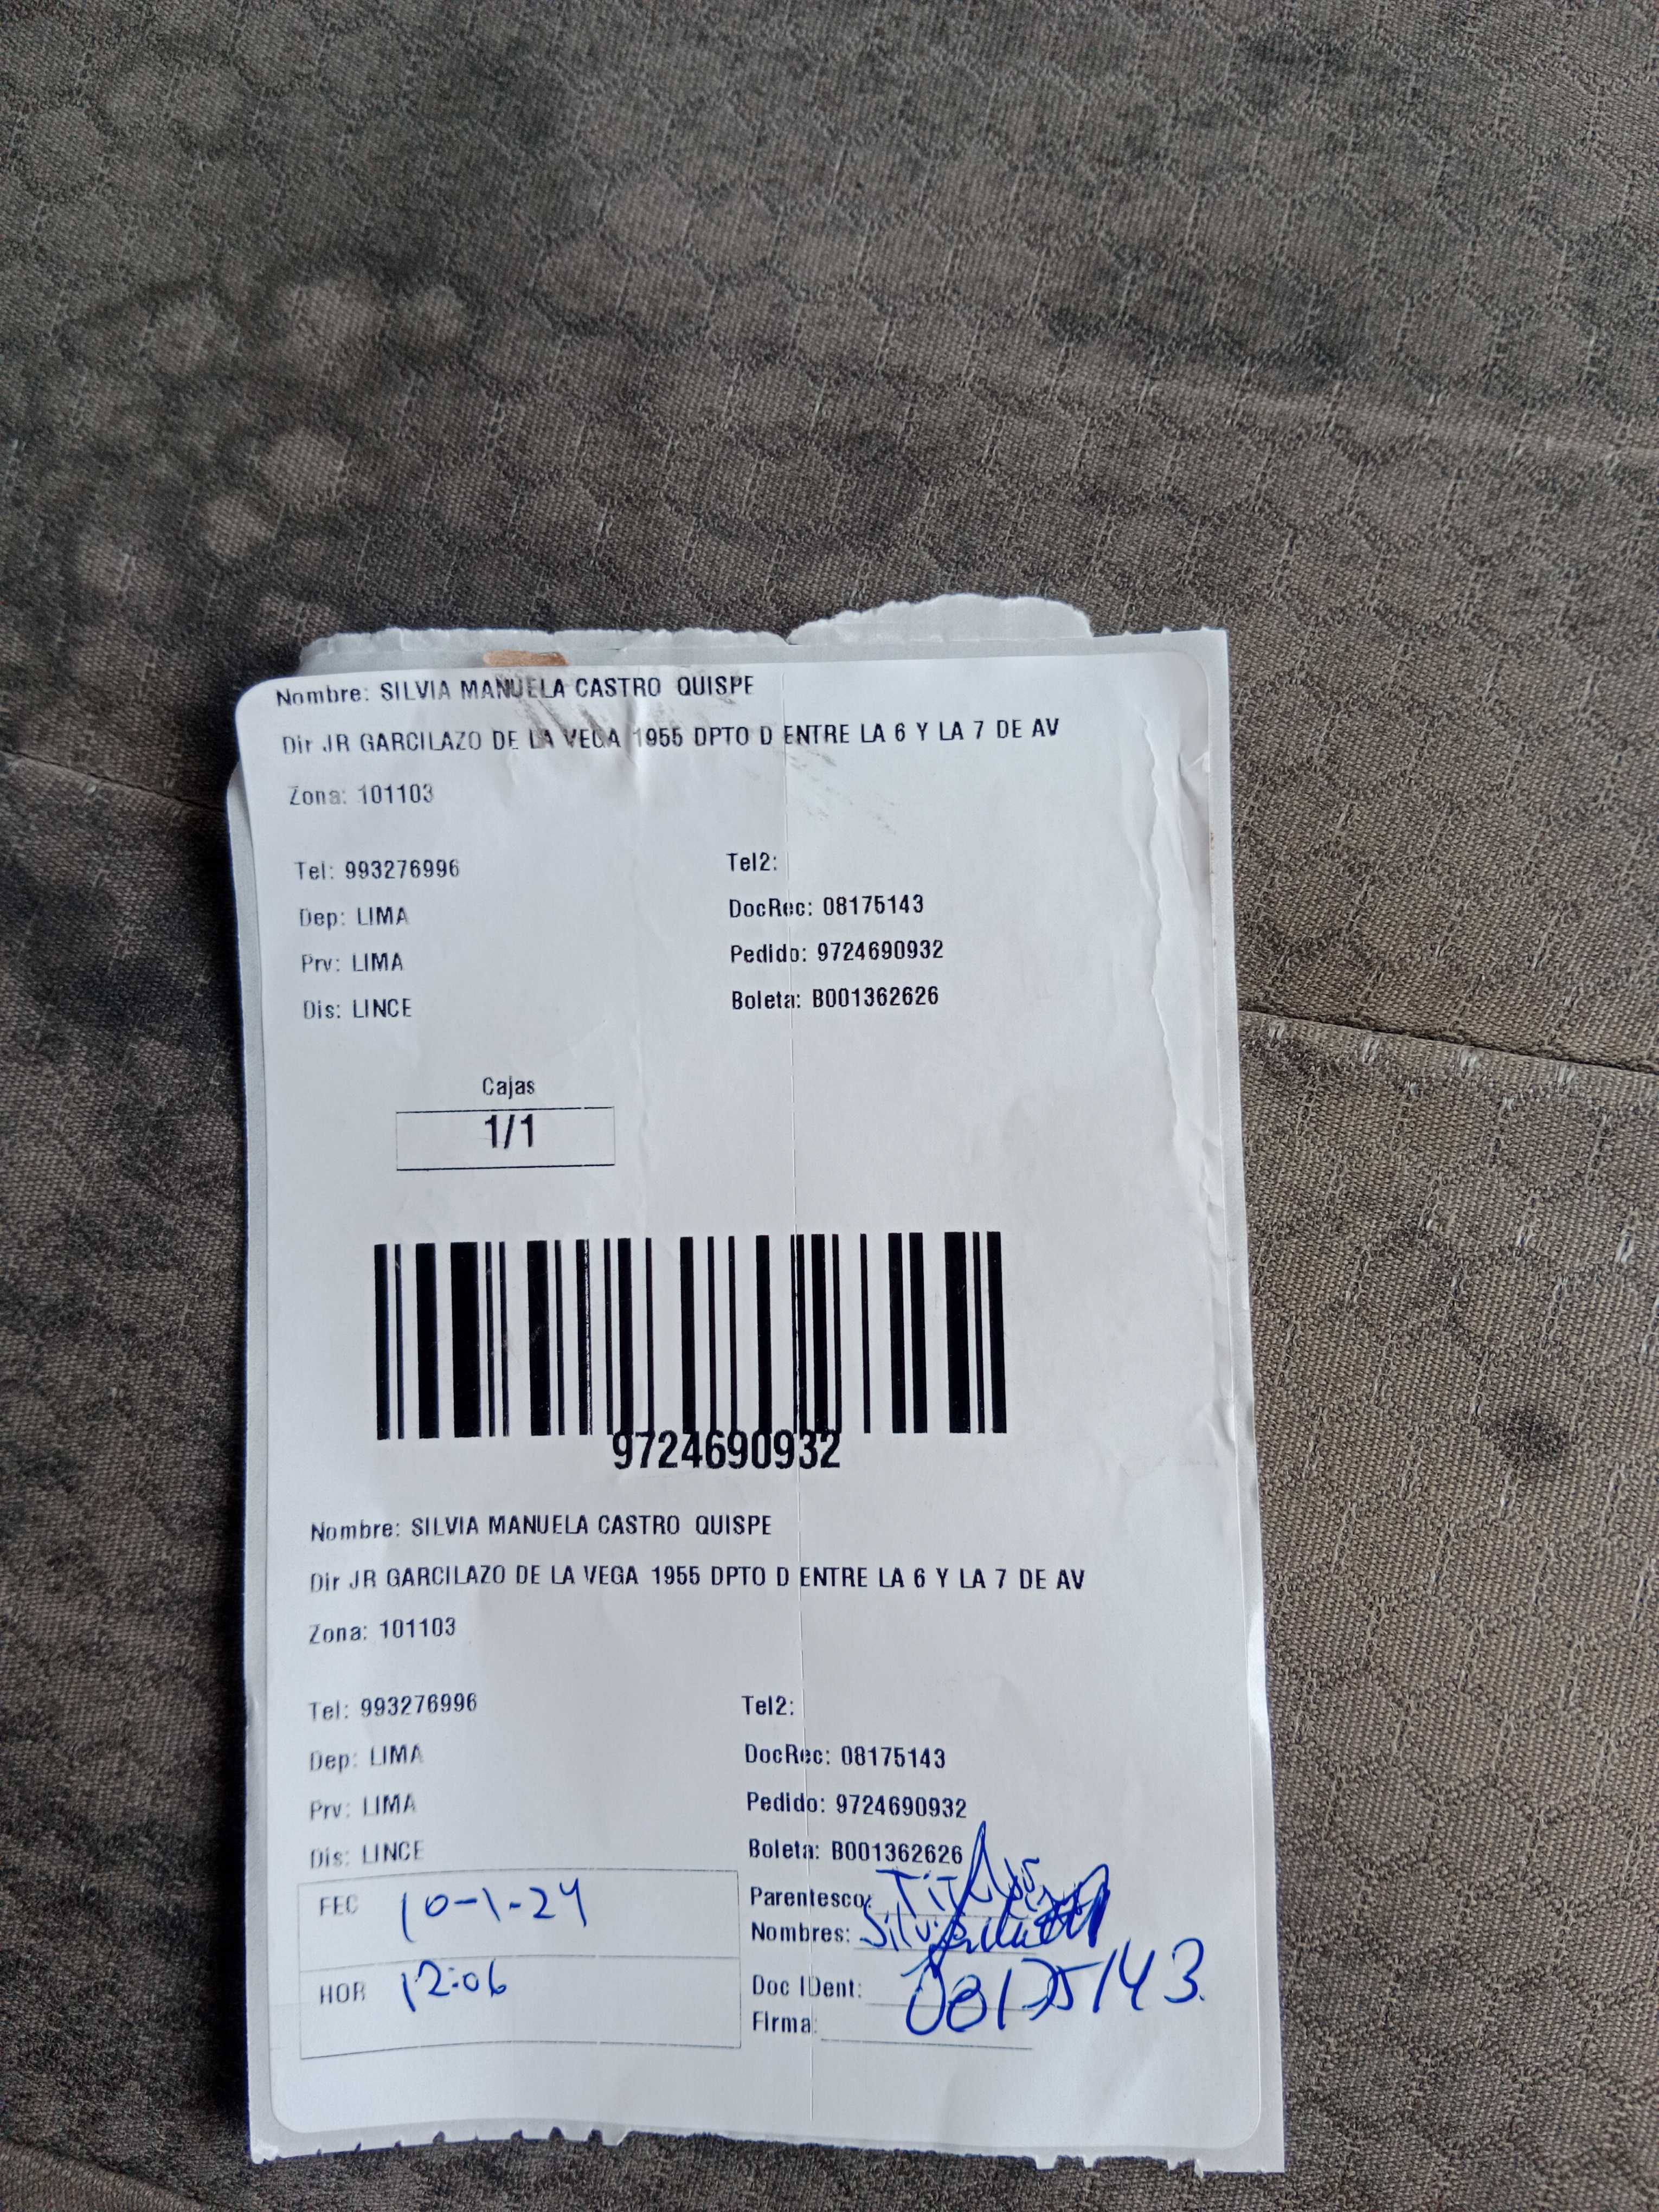 Nombre: SILVIA MANUELA CASTRO QUISPE
Dir JR GARCILAZO DE LA VEGA 1955 DPTO D ENTRE LA 6 Y LA 7 DE AV
Zona: 101103
Tel: 993276996 Tel2:
Dep: LIMA DocRec: 08175143
Prv: LIMA Pedido: 9724690932
Dis: LINCE Boleta: B001362626
Cajas
1/1
9724690932
Nombre: SILVIA MANUELA CASTRO QUISPE
Dir JR GARCILAZO DE LA VEGA 1955 DPTO D ENTRE LA 6 Y LA 7 DE AV
Zona: 101103
Tel: 993276996 Tel2:
Dep: LIMA DocRec: 08175143
Prv: LIMA Pedido: 9724690932
Dis: LINCE Boleta: B001362626
FEC 10-1-24 Parentesco:
Nombres: Silvia
HOR 12:06 Doc IDent: 08175143
Firma: